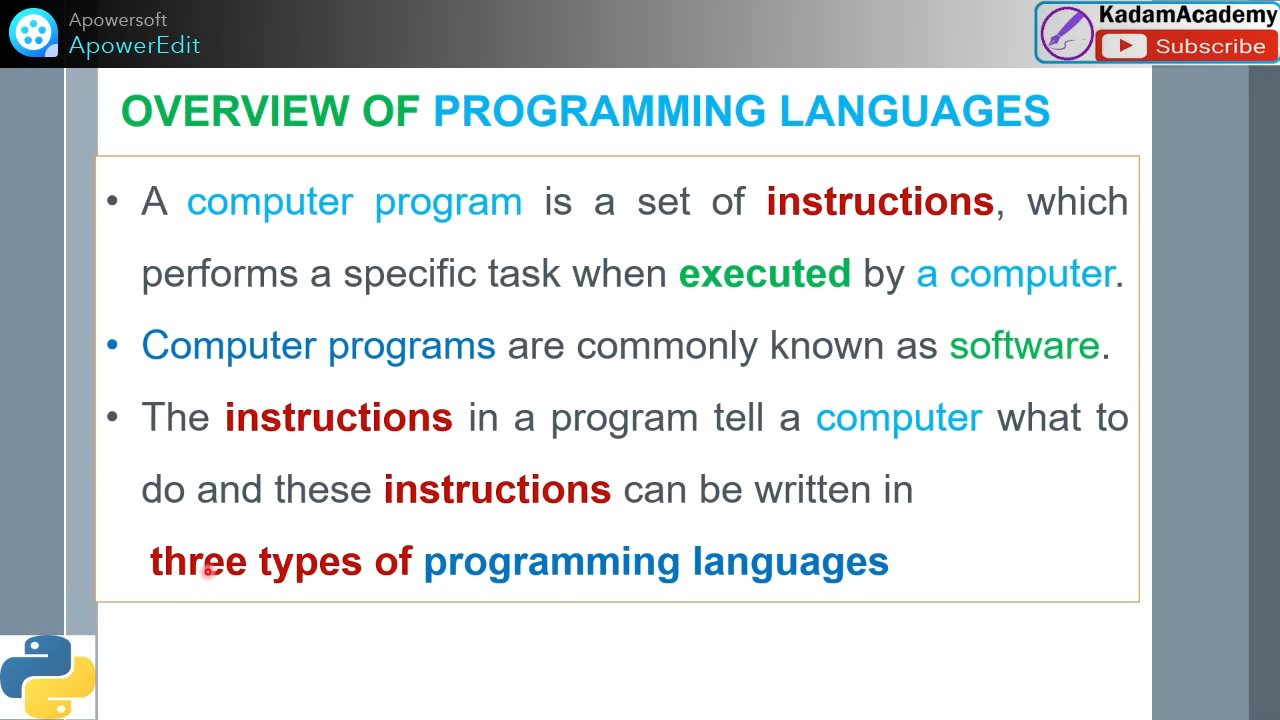 Apowersoft
ApowerEdit
KadamAcademy
Subscribe
OVERVIEW OF PROGRAMMING LANGUAGES
• A computer program is a set of instructions, which
performs a specific task when executed by a computer.
• Computer programs are commonly known as software.
• The instructions in a program tell a computer what to
do and these instructions can be written in
three types of programming languages